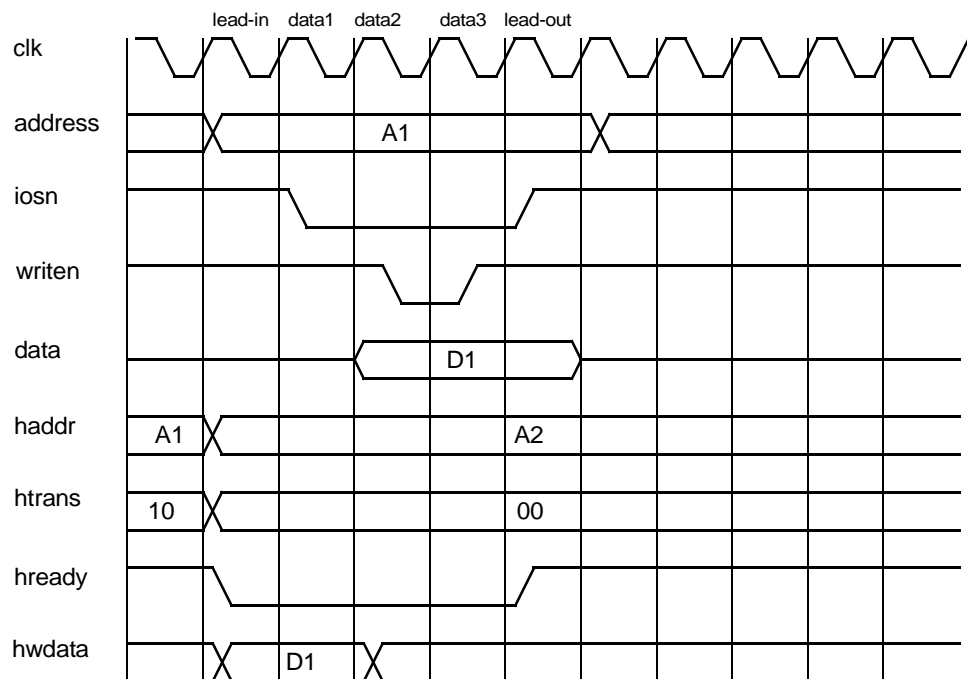 lead-in data1 data2 data3 lead-out
clk
address A1
iosn
writen
data D1
haddr A1 A2
htrans 10 00
hready
hwdata D1